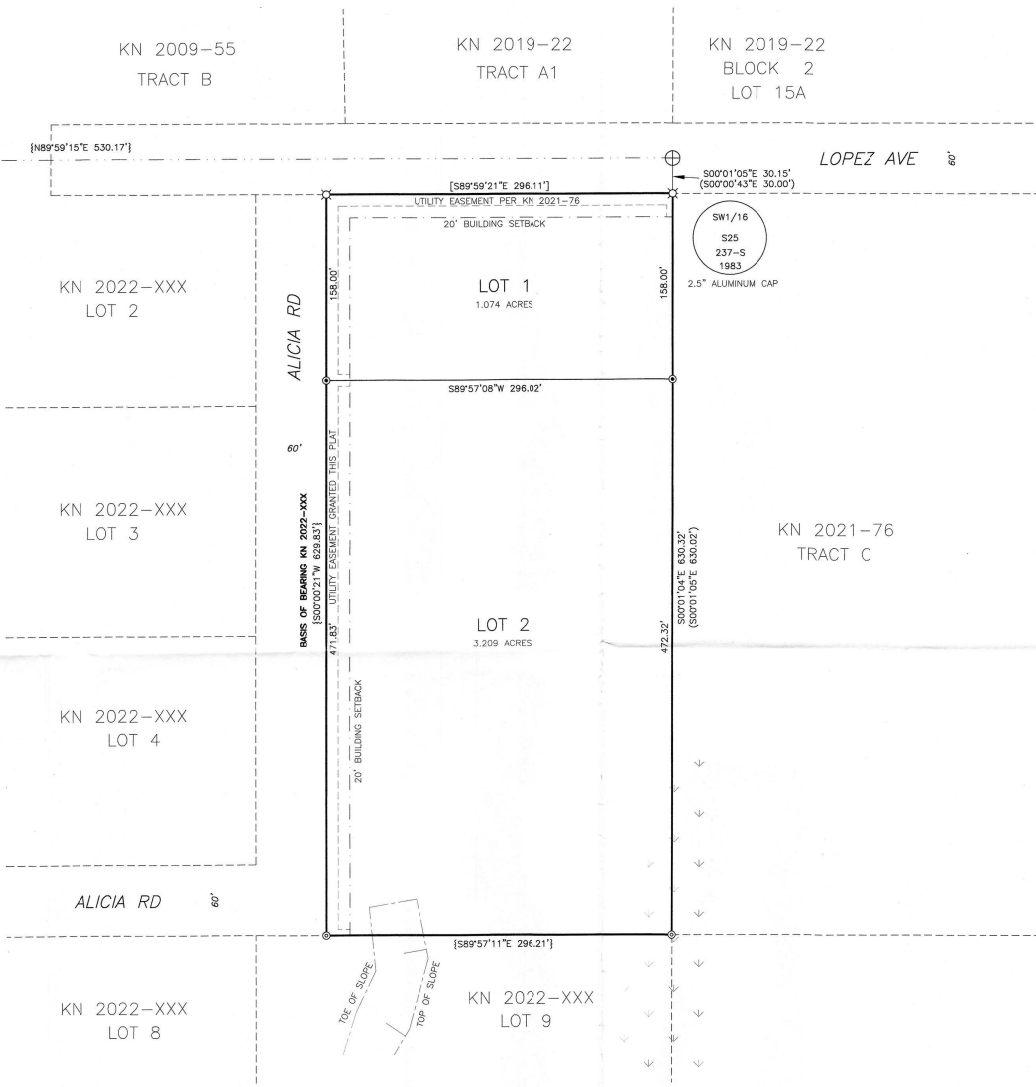 KN 2009-55
TRACT B
KN 2019-22
TRACT A1
KN 2019-22
BLOCK 2
LOT 15A
{N89°59'15"E 530.17'}
LOPEZ AVE 60'
S00°01'05"E 30.15'
(S00°00'43"E 30.00')
[S89°59'21"E 296.11']
UTILITY EASEMENT PER KN 2021-76
20' BUILDING SETBACK
SW1/16
S25
237-S
1983
2.5" ALUMINUM CAP
KN 2022-XXX
LOT 2
ALICIA RD
158.00'
LOT 1
1.074 ACRES
158.00'
S89°57'08"W 296.02'
60'
KN 2022-XXX
LOT 3
BASIS OF BEARING KN 2022-XXX
{S00°00'21"W 629.83'}
UTILITY EASEMENT GRANTED THIS PLAT
471.83'
LOT 2
3.209 ACRES
S00°01'04"E 630.32'
(S00°01'05"E 630.02')
472.32'
KN 2021-76
TRACT C
KN 2022-XXX
LOT 4
20' BUILDING SETBACK
ALICIA RD 60'
{S89°57'11"E 296.21'}
TOE OF SLOPE
TOP OF SLOPE
KN 2022-XXX
LOT 8
KN 2022-XXX
LOT 9